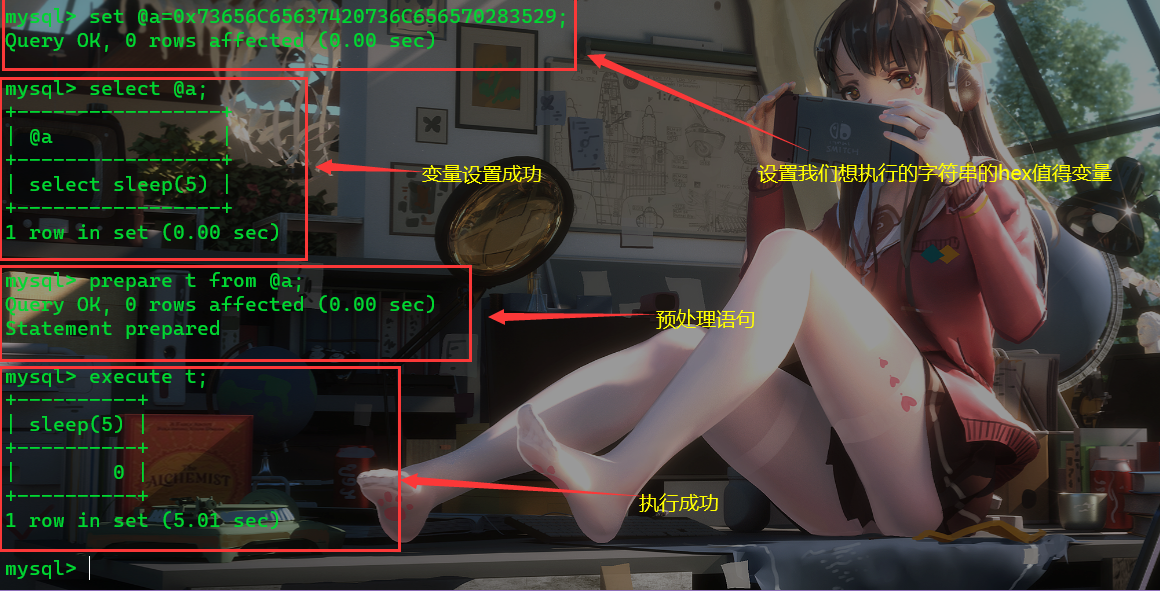 mysql> set @a=0x73656C65637420736C656570283529;
Query OK, 0 rows affected (0.00 sec)
mysql> select @a;
+-----------------+
| @a              |
+-----------------+
| select sleep(5) |
+-----------------+
1 row in set (0.00 sec)
变量设置成功
设置我们想执行的字符串的hex值得变量
mysql> prepare t from @a;
Query OK, 0 rows affected (0.00 sec)
Statement prepared
预处理语句
mysql> execute t;
+----------+
| sleep(5) |
+----------+
|        0 |
+----------+
1 row in set (5.01 sec)
执行成功
mysql>
SWITCH
ALCHEMIST